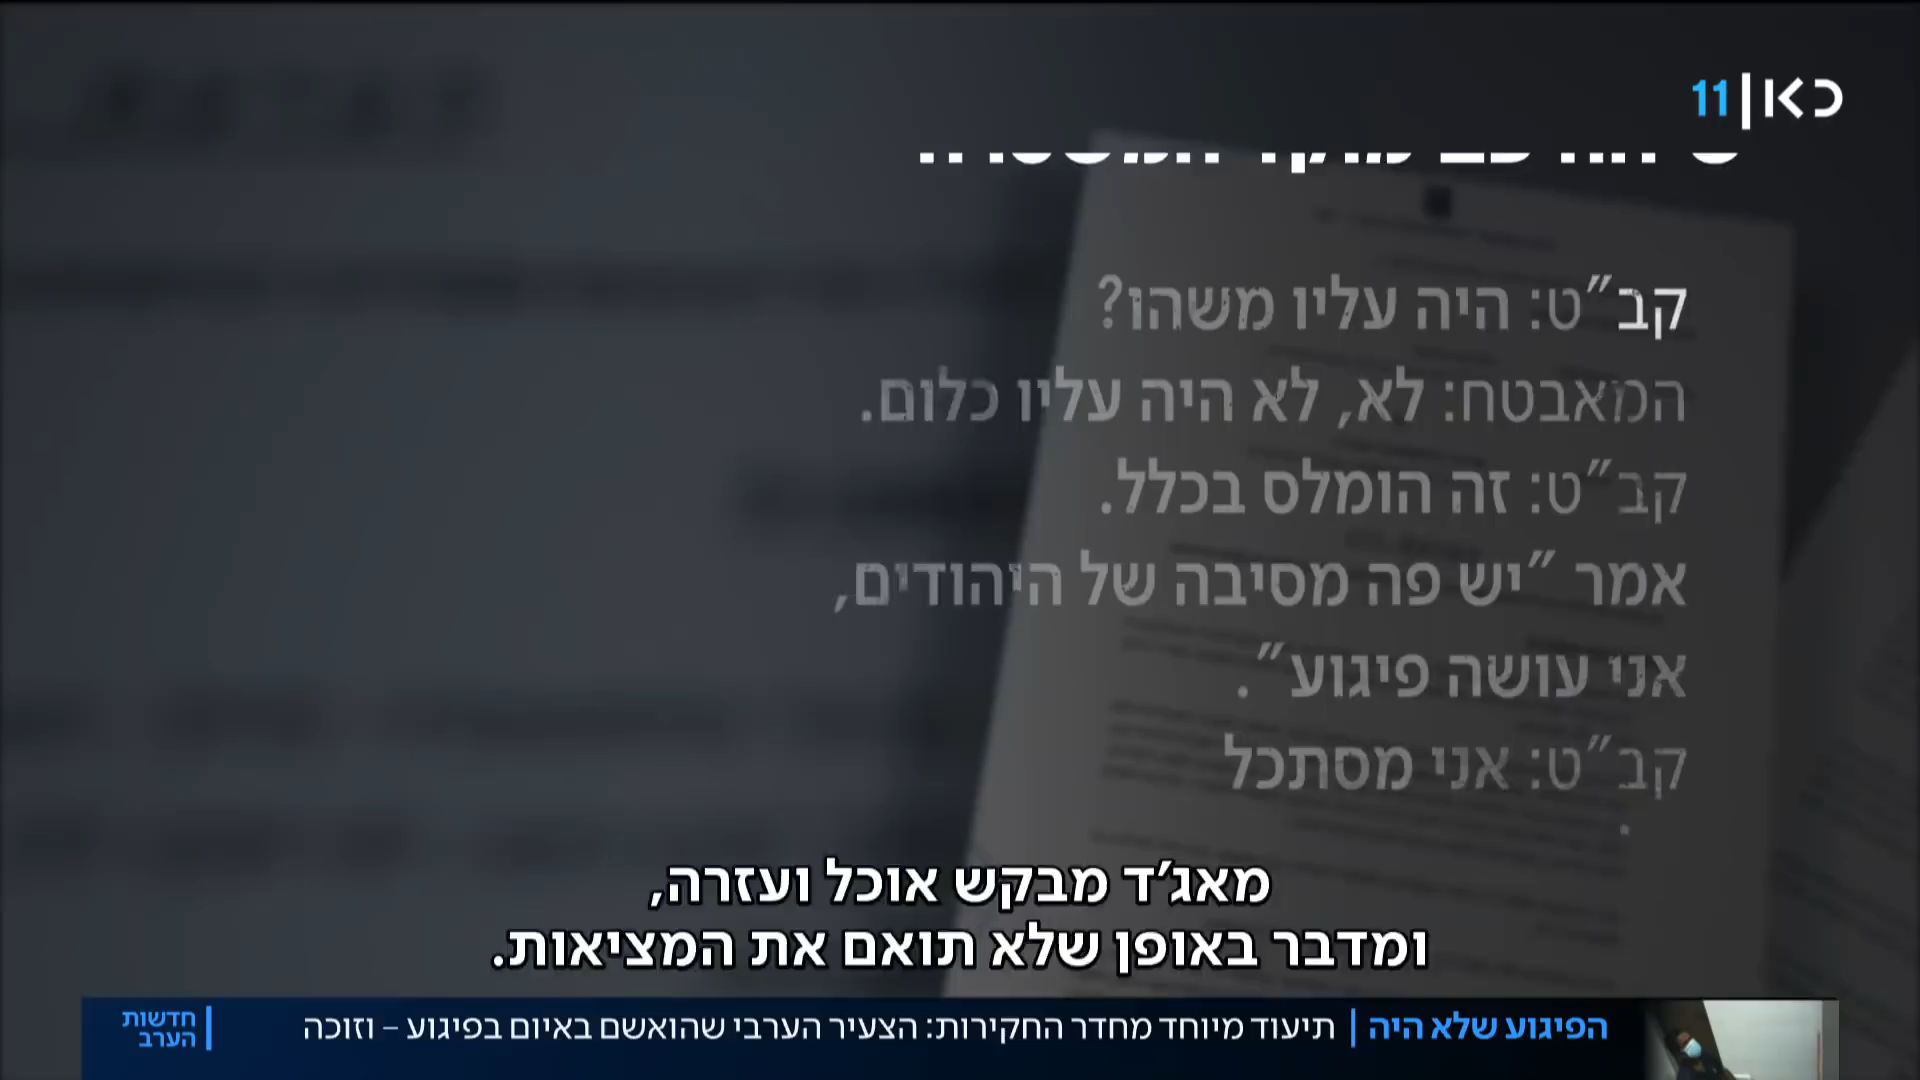 כאן | 11
קב"ט: היה עליו משהו?
המאבטח: לא, לא היה עליו כלום.
קב"ט: זה הומלס בכלל.
אמר "יש פה מסיבה של היהודים,
אני עושה פיגוע".
קב"ט: אני מסתכל
מאג'ד מבקש אוכל ועזרה,
ומדבר באופן שלא תואם את המציאות.
הפיגוע שלא היה | תיעוד מיוחד מחדר החקירות: הצעיר הערבי שהואשם באיום בפיגוע – וזוכה
חדשות
הערב